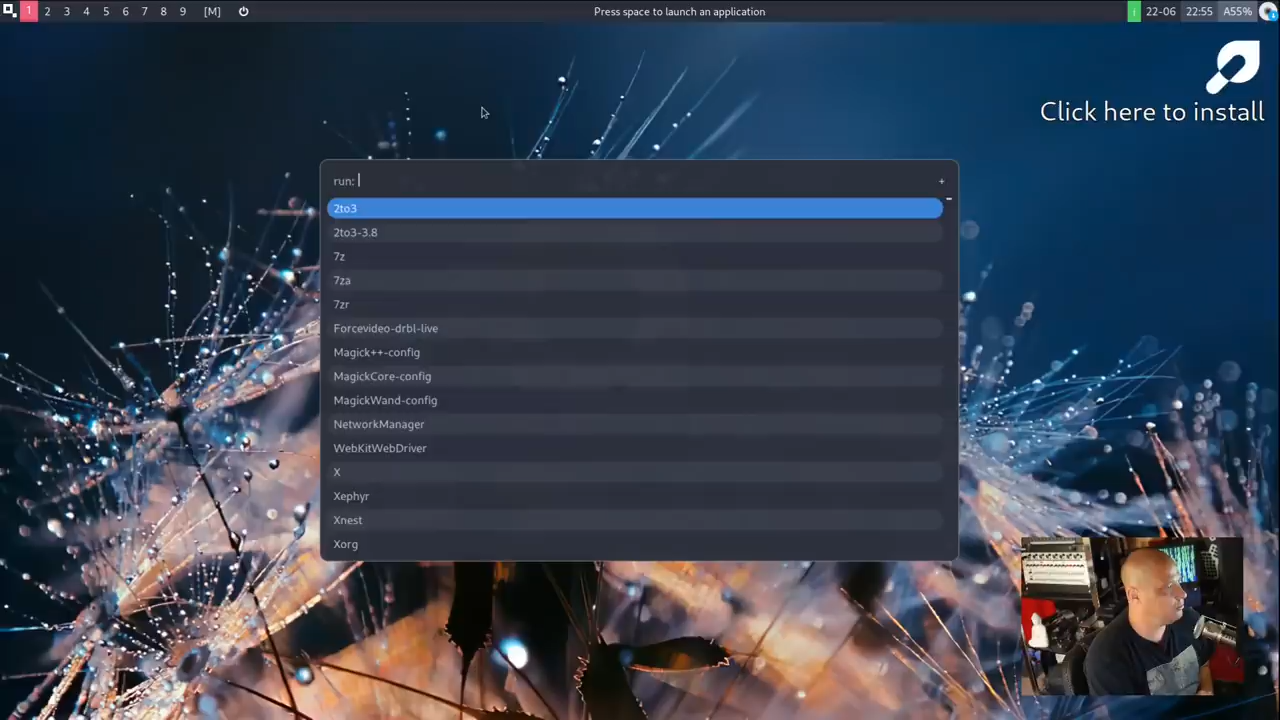 1 2 3 4 5 6 7 8 9 [M] Press space to launch an application 22-06 22:55 A55%
Click here to install
run:
2to3
2to3-3.8
7z
7za
7zr
Forcevideo-drbl-live
Magick++-config
MagickCore-config
MagickWand-config
NetworkManager
WebKitWebDriver
X
Xephyr
Xnest
Xorg